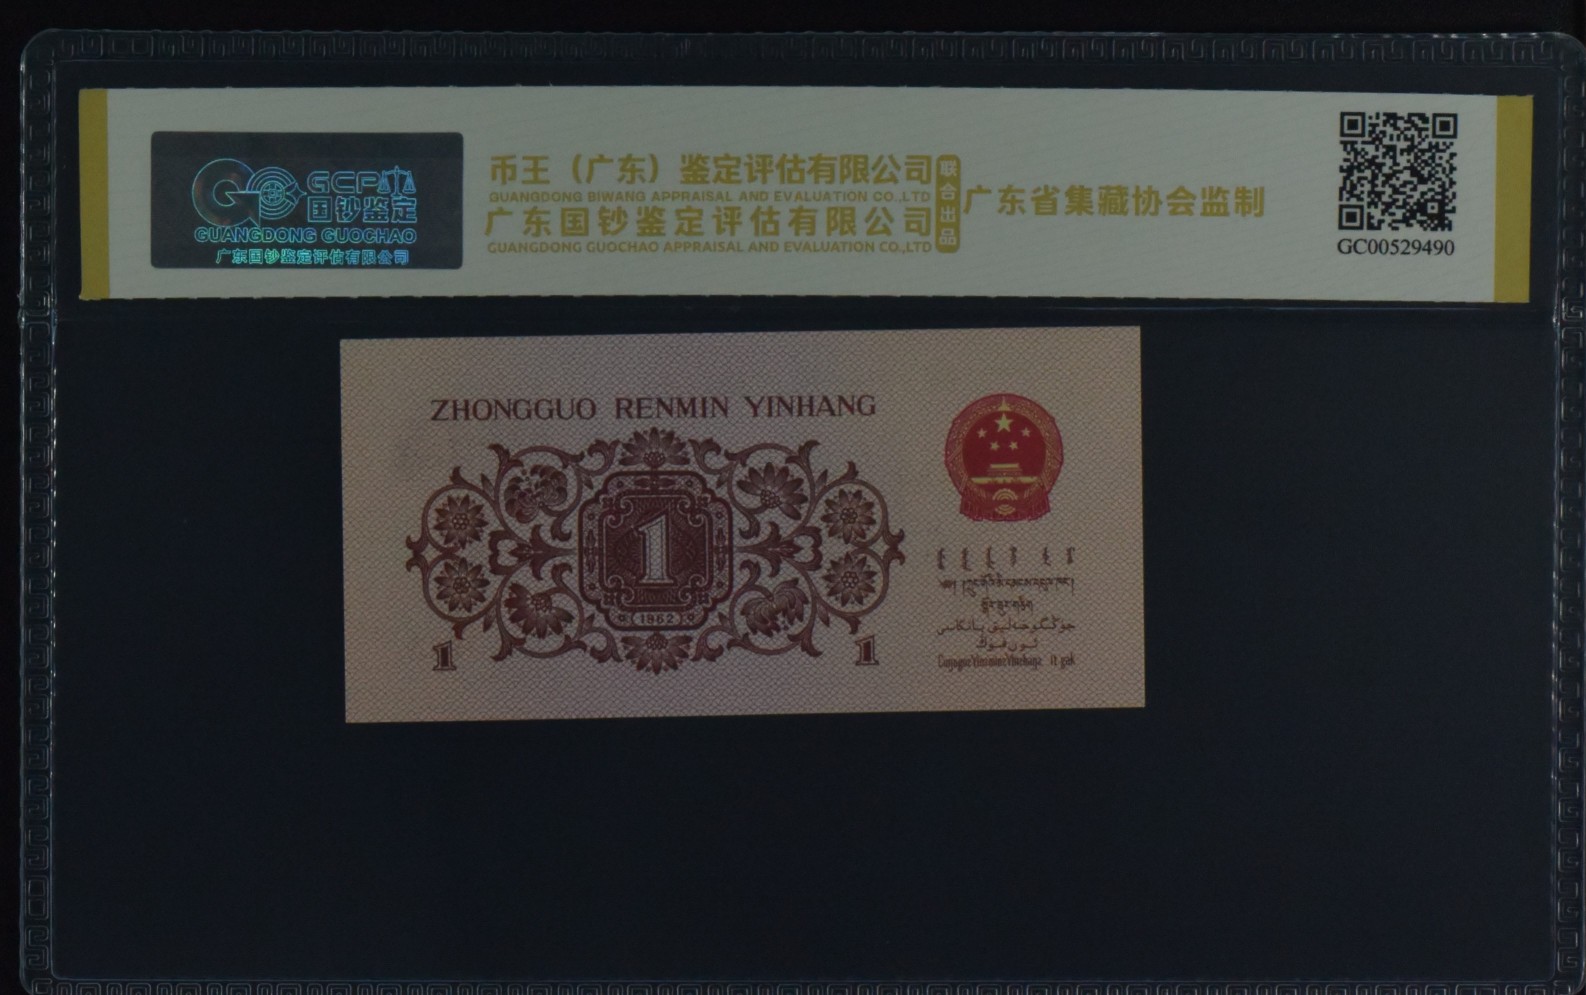 GCP
国钞鉴定
GUANGDONG GUOCHAO
广东国钞鉴定评估有限公司
币王（广东）鉴定评估有限公司
GUANGDONG BIWANG APPRAISAL AND EVALUATION CO.,LTD
广东国钞鉴定评估有限公司
GUANGDONG GUOCHAO APPRAISAL AND EVALUATION CO.,LTD
联合出品
广东省集藏协会监制
GC00529490
ZHONGGUO RENMIN YINHANG
1
1962
1
1